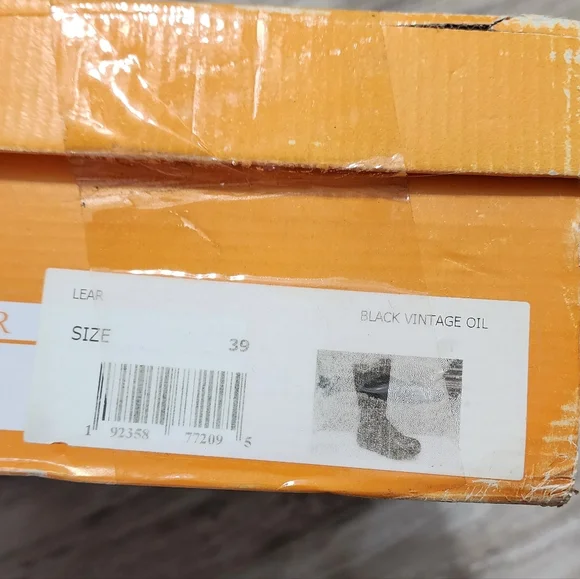 LEAR
BLACK VINTAGE OIL
R
SIZE 39
1 92358 77209 5